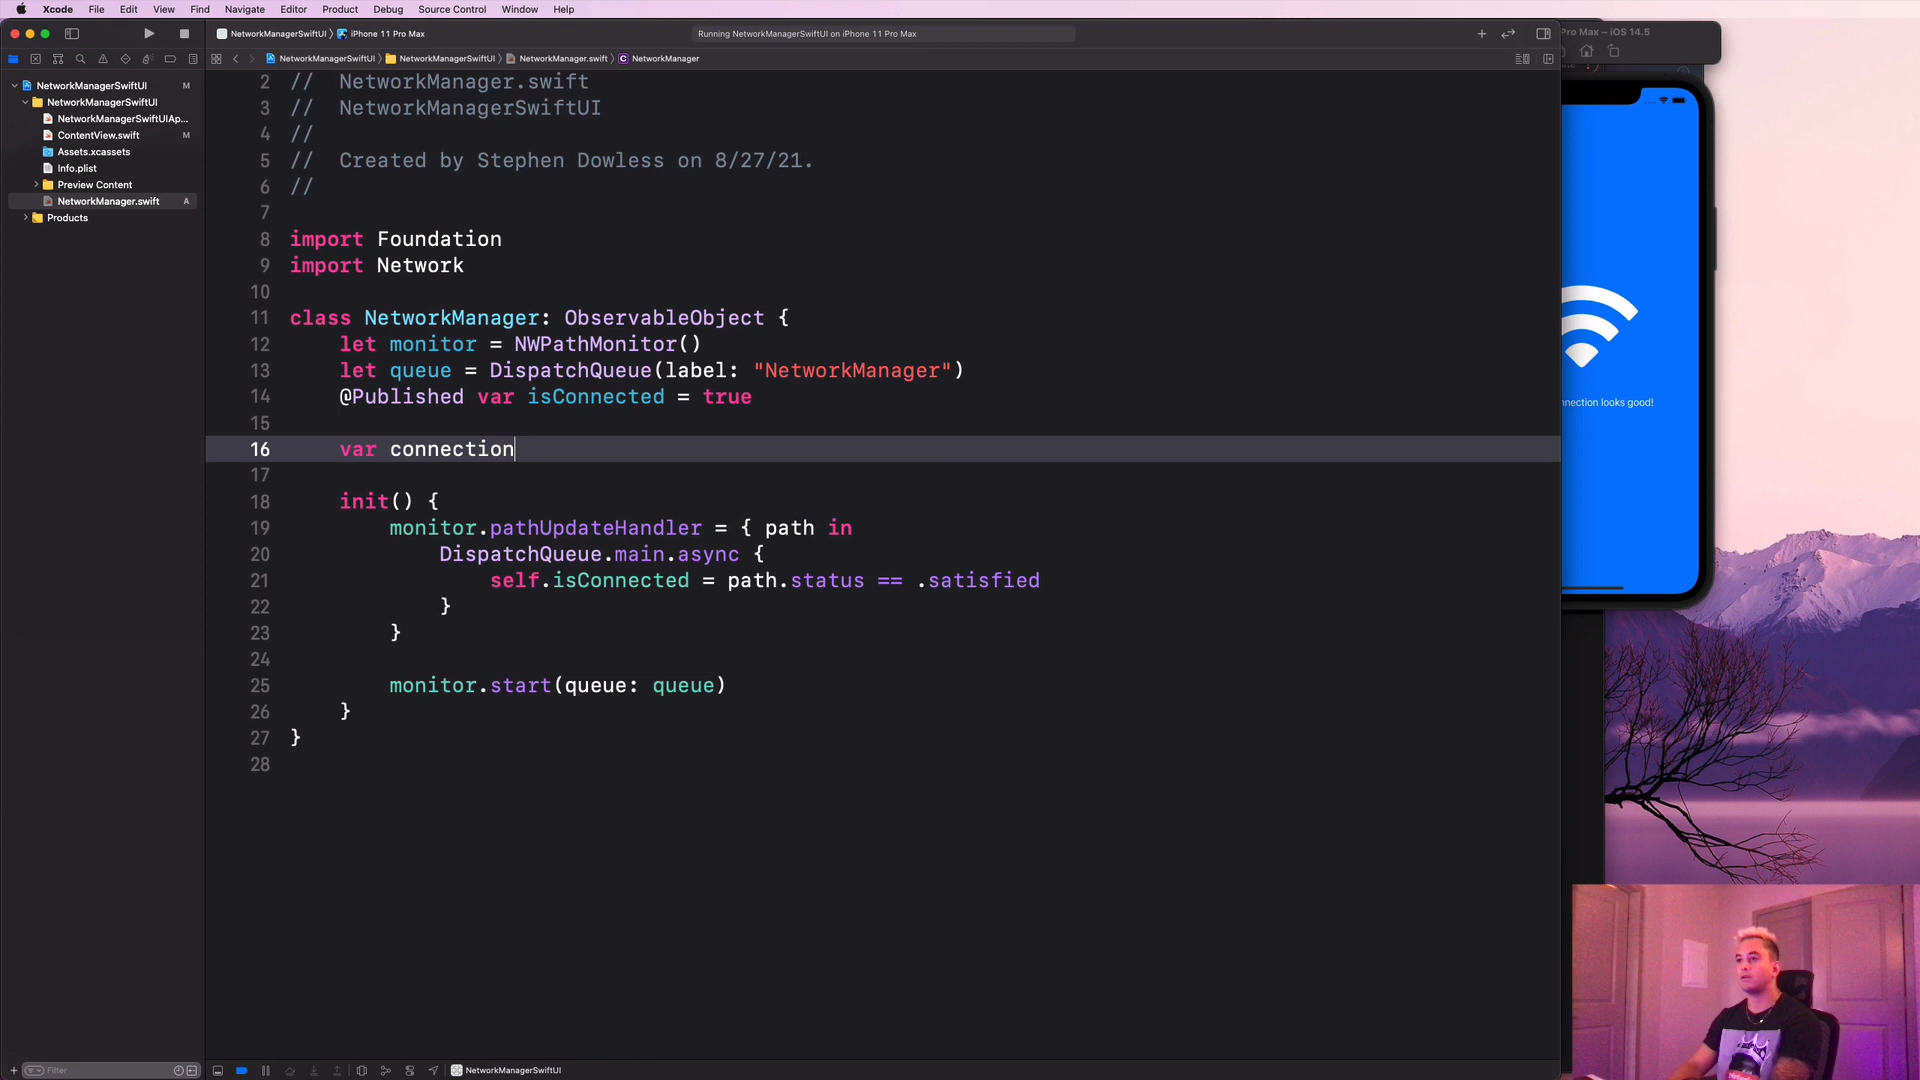 Xcode File Edit View Find Navigate Editor Product Debug Source Control Window Help
NetworkManagerSwiftUI iPhone 11 Pro Max
Running NetworkManagerSwiftUI on iPhone 11 Pro Max
Pro Max – iOS 14.5
NetworkManagerSwiftUI NetworkManagerSwiftUI NetworkManager.swift NetworkManager
NetworkManagerSwiftUI M
NetworkManagerSwiftUI
NetworkManagerSwiftUIAp...
ContentView.swift M
Assets.xcassets
Info.plist
Preview Content
NetworkManager.swift A
Products
2 // NetworkManager.swift
3 // NetworkManagerSwiftUI
4 //
5 // Created by Stephen Dowless on 8/27/21.
6 //
7
8 import Foundation
9 import Network
10
11 class NetworkManager: ObservableObject {
12 let monitor = NWPathMonitor()
13 let queue = DispatchQueue(label: "NetworkManager")
14 @Published var isConnected = true
15
16 var connection
17
18 init() {
19 monitor.pathUpdateHandler = { path in
20 DispatchQueue.main.async {
21 self.isConnected = path.status == .satisfied
22 }
23 }
24
25 monitor.start(queue: queue)
26 }
27 }
28
nnection looks good!
Filter
NetworkManagerSwiftUI